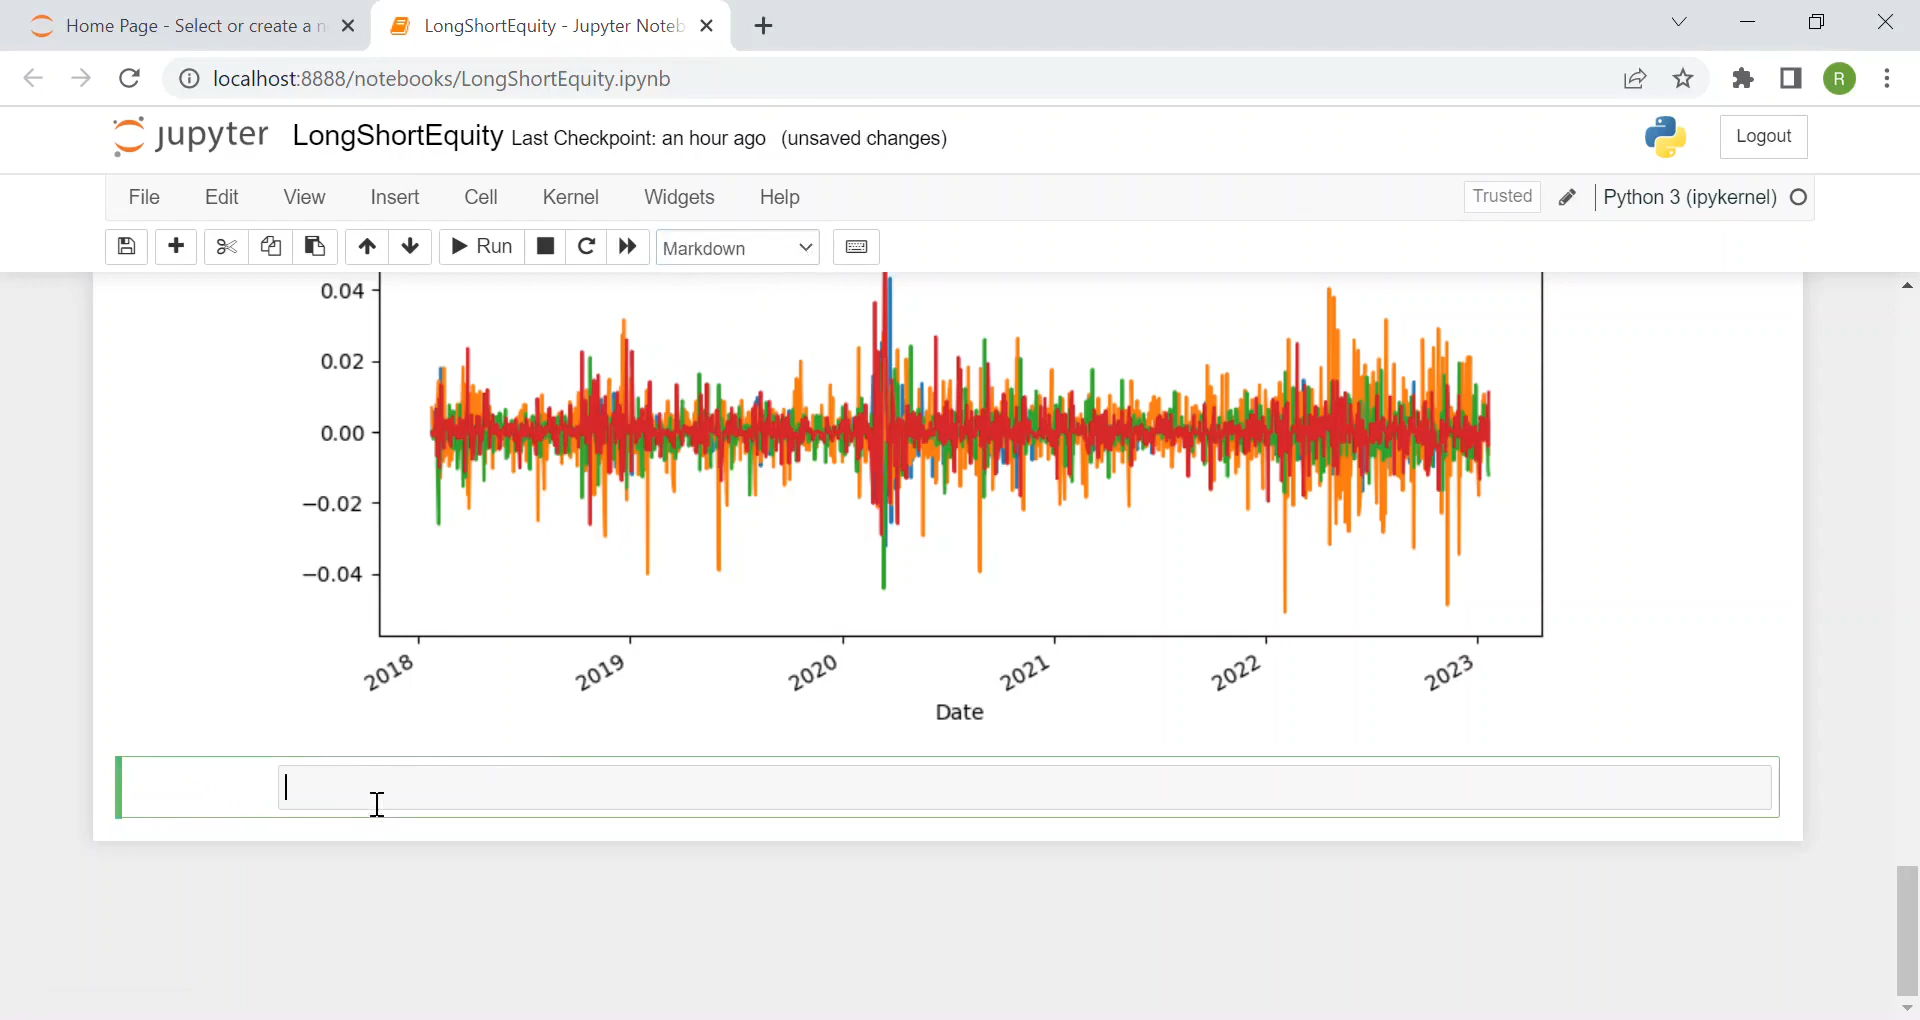 Home Page - Select or create a n
LongShortEquity - Jupyter Noteb
localhost:8888/notebooks/LongShortEquity.ipynb
R
jupyter LongShortEquity Last Checkpoint: an hour ago (unsaved changes)
Logout
File Edit View Insert Cell Kernel Widgets Help
Trusted
Python 3 (ipykernel)
Run
Markdown
0.04
0.02
0.00
−0.02
−0.04
2018 2019 2020 2021 2022 2023
Date